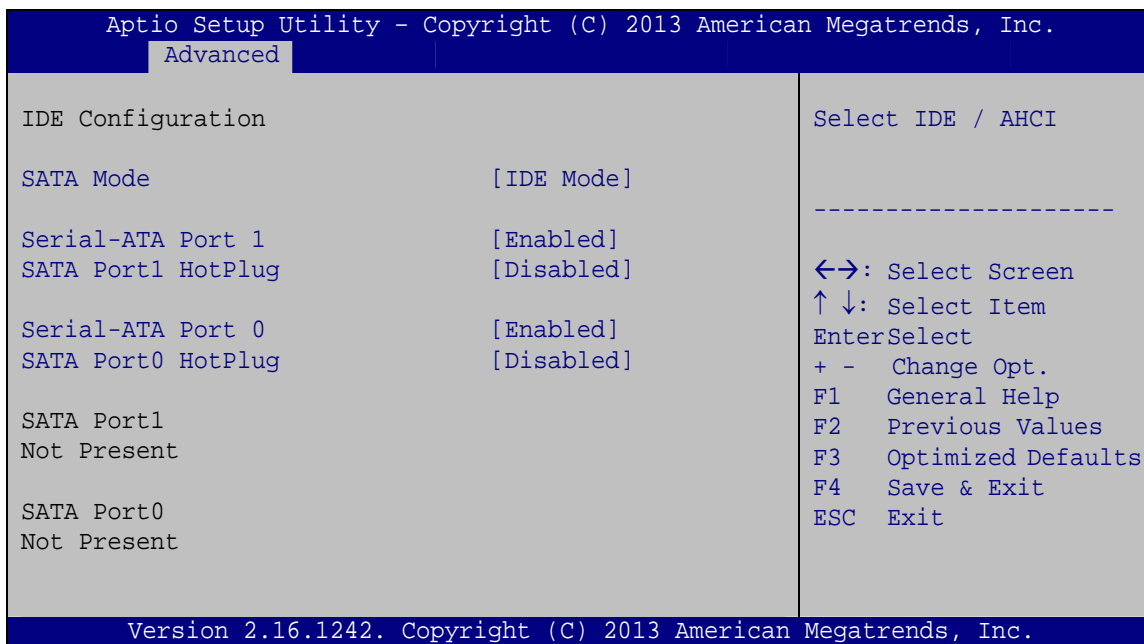 Aptio Setup Utility – Copyright (C) 2013 American Megatrends, Inc.
Advanced
IDE Configuration
SATA Mode [IDE Mode]
Serial-ATA Port 1 [Enabled]
SATA Port1 HotPlug [Disabled]
Serial-ATA Port 0 [Enabled]
SATA Port0 HotPlug [Disabled]
SATA Port1
Not Present
SATA Port0
Not Present
Select IDE / AHCI
---------------------
←→: Select Screen
↑ ↓: Select Item
EnterSelect
+ - Change Opt.
F1 General Help
F2 Previous Values
F3 Optimized Defaults
F4 Save & Exit
ESC Exit
Version 2.16.1242. Copyright (C) 2013 American Megatrends, Inc.